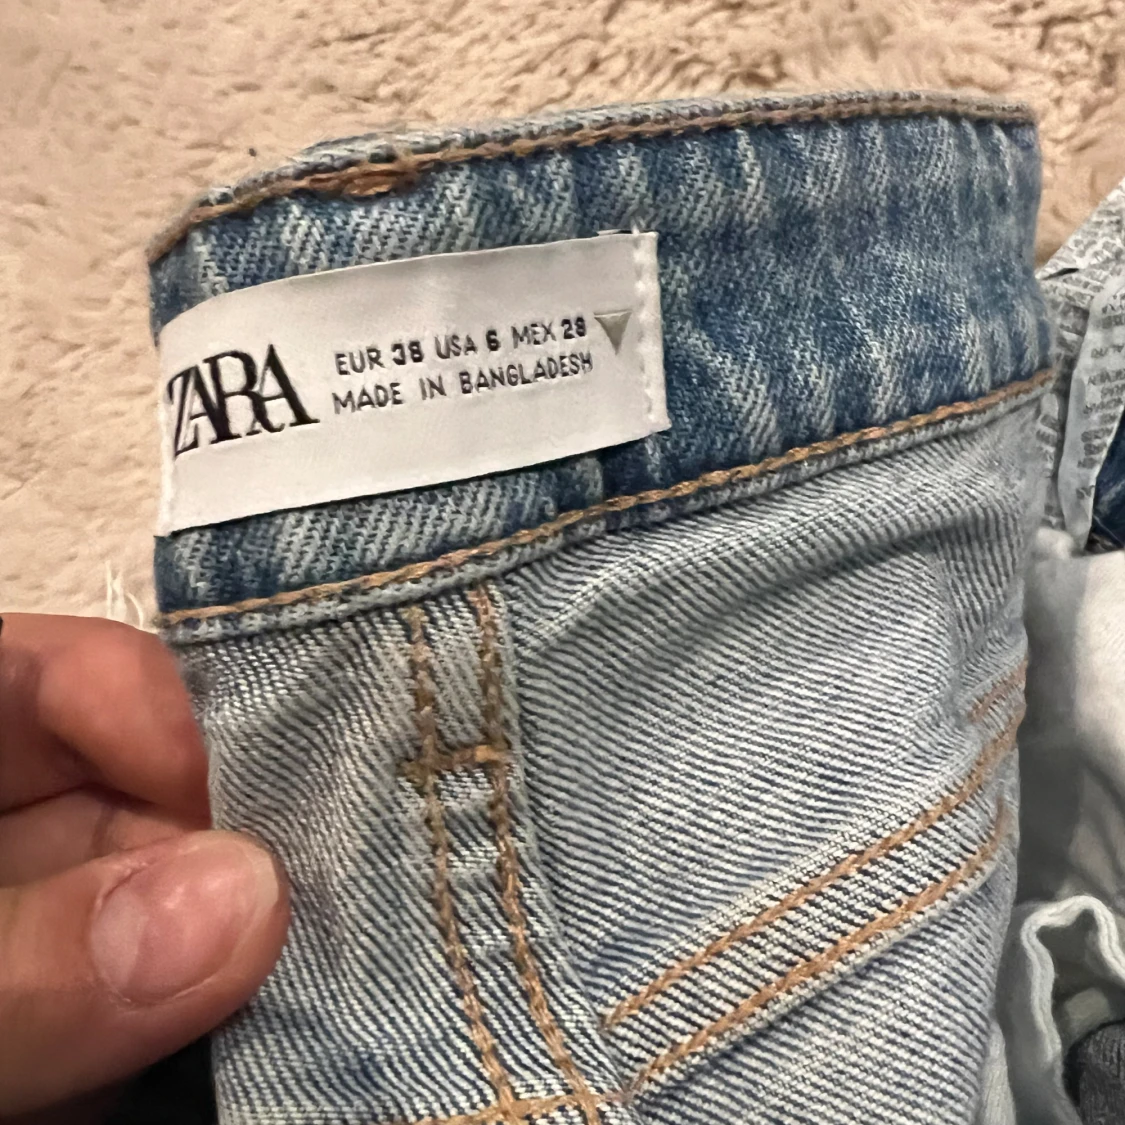 ZARA
EUR 38 USA 6 MEX 28
MADE IN BANGLADESH